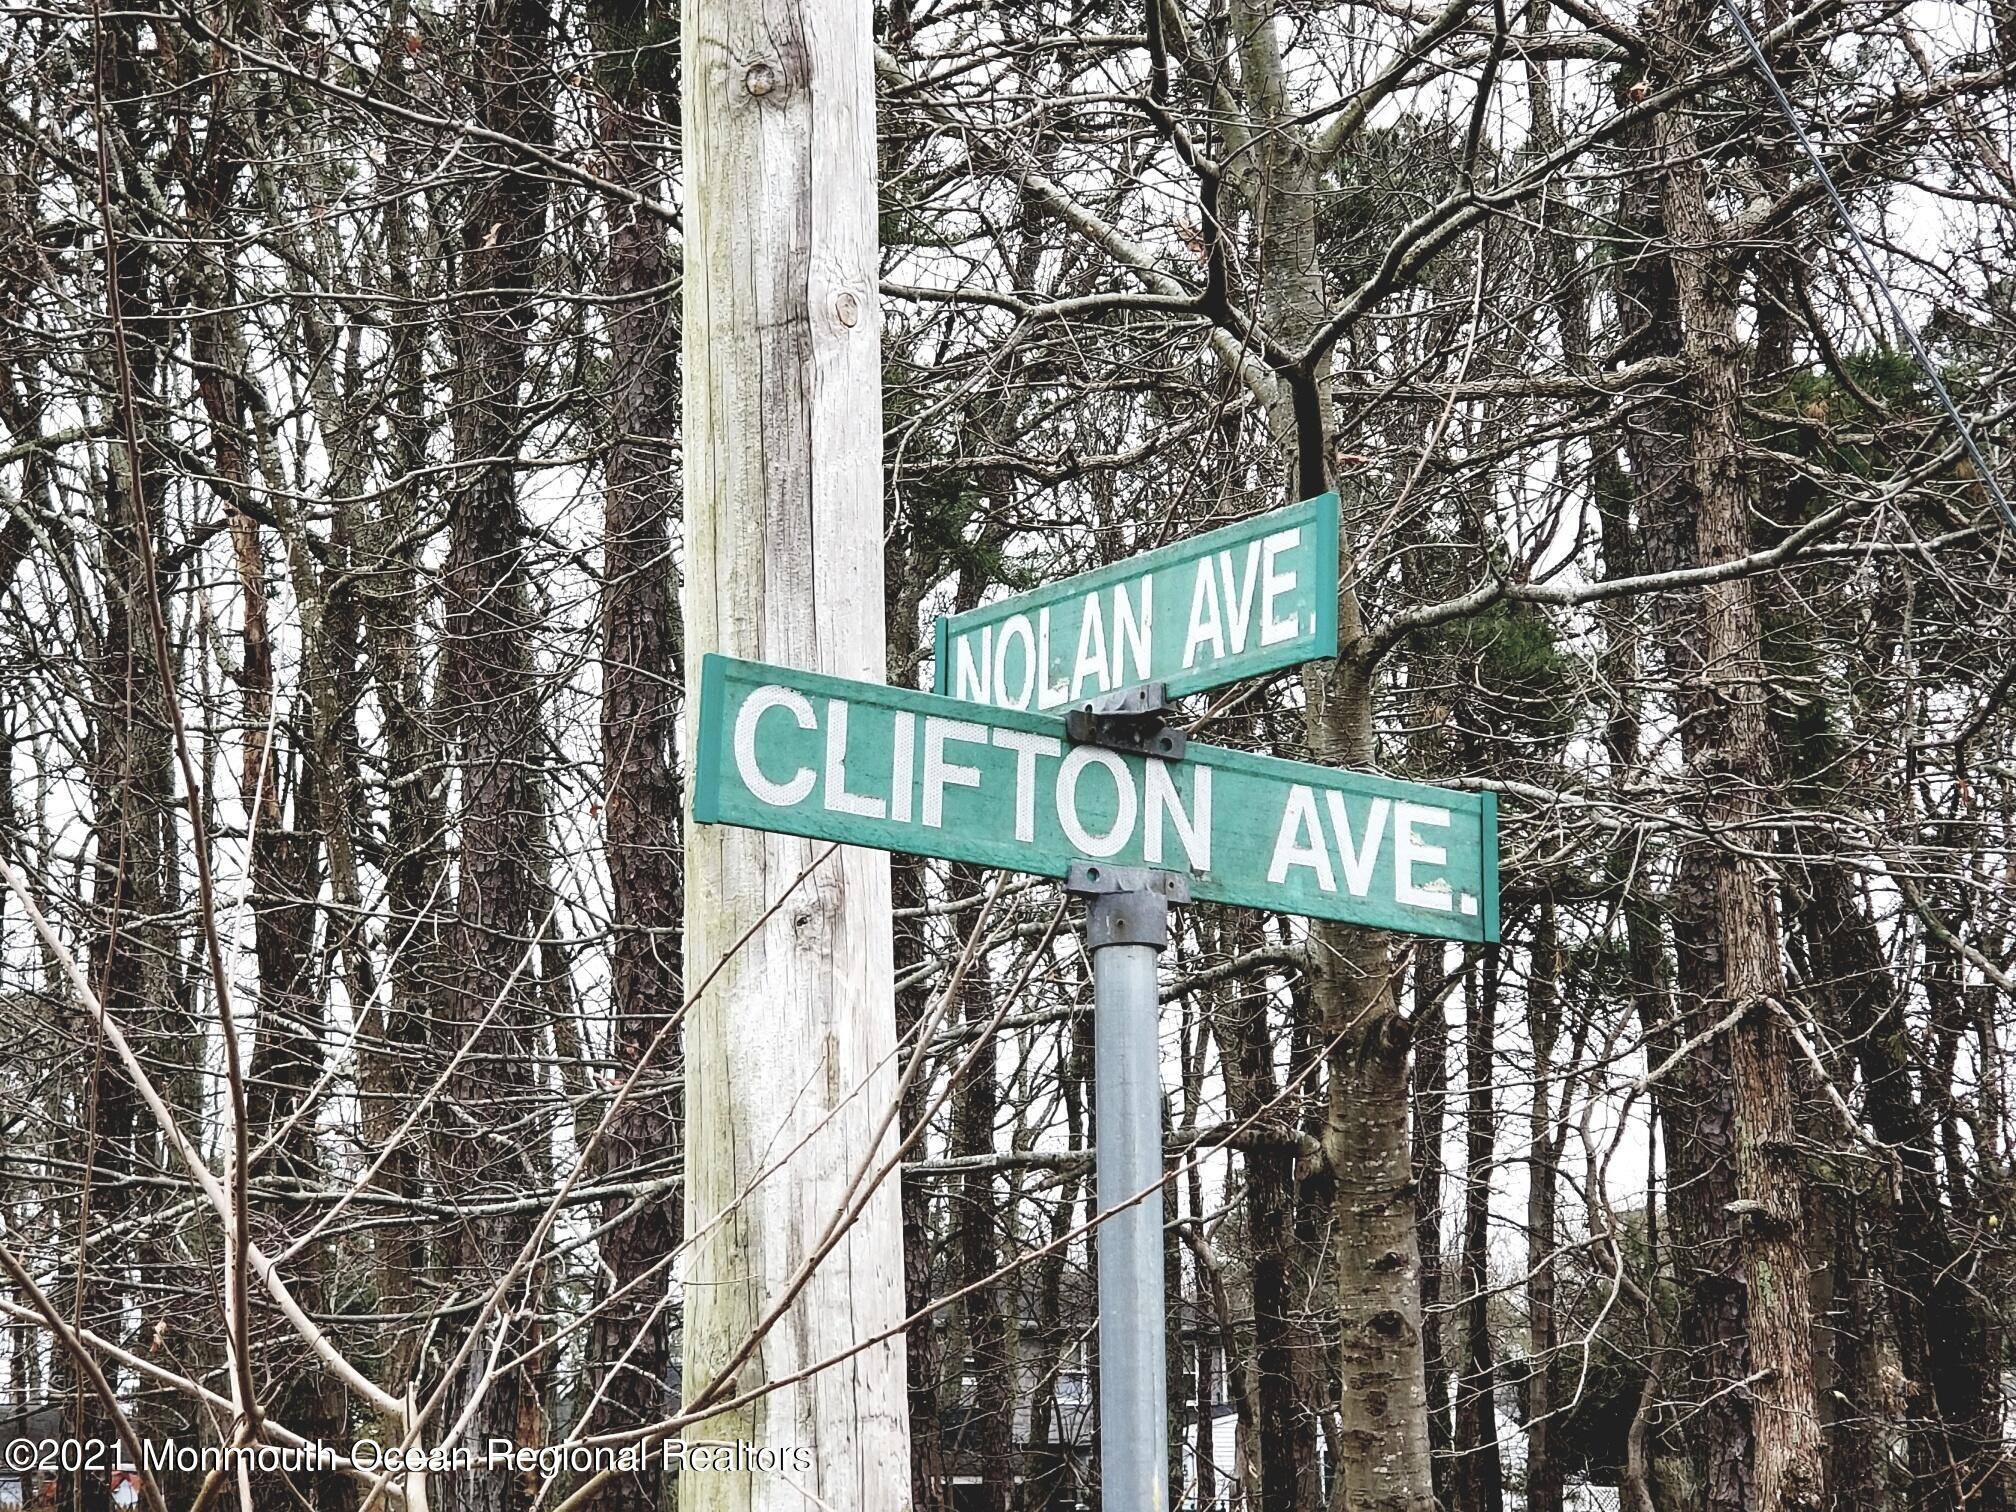 NOLAN AVE.
CLIFTON AVE.
©2021 Monmouth Ocean Regional Realtors